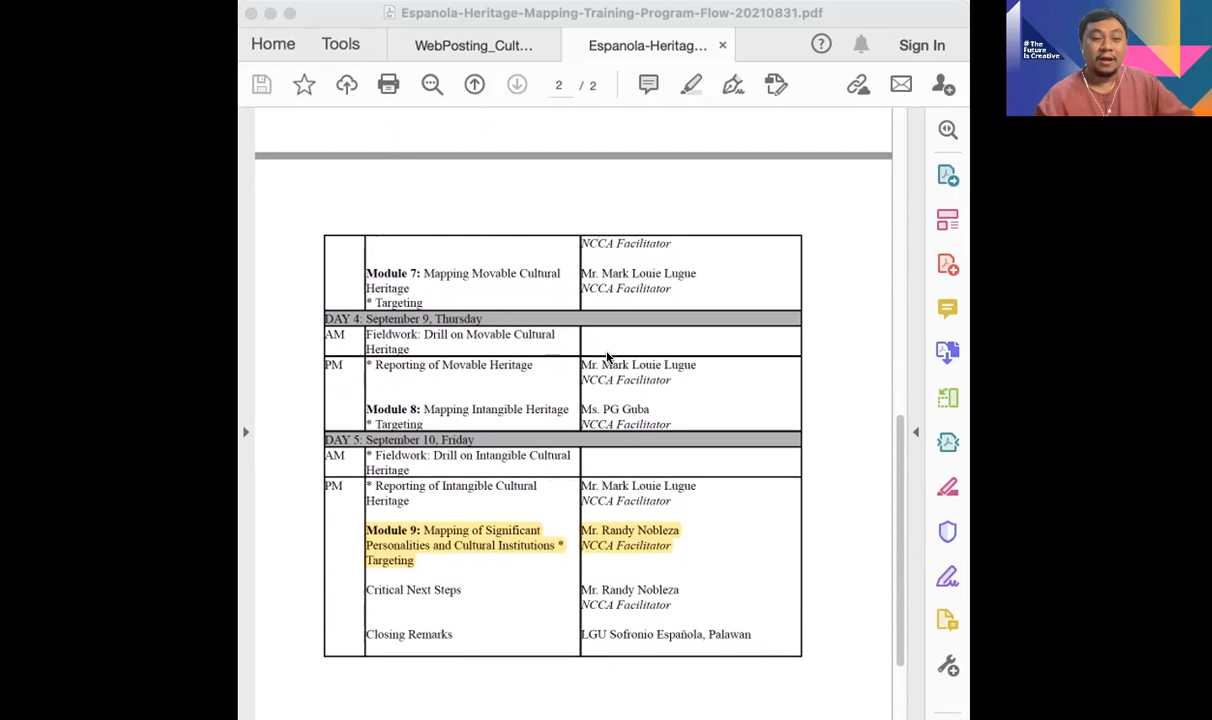 Espanola-Heritage-Mapping-Training-Program-Flow-20210831.pdf
Home
Tools
WebPosting_Cult...
Espanola-Heritag... ×
Sign In
2 / 2
NCCA Facilitator
Module 7: Mapping Movable Cultural
Heritage
* Targeting
Mr. Mark Louie Lugue
NCCA Facilitator
DAY 4: September 9, Thursday
AM
Fieldwork: Drill on Movable Cultural
Heritage
PM
* Reporting of Movable Heritage
Mr. Mark Louie Lugue
NCCA Facilitator
Module 8: Mapping Intangible Heritage
* Targeting
Ms. PG Guba
NCCA Facilitator
DAY 5: September 10, Friday
AM
* Fieldwork: Drill on Intangible Cultural
Heritage
PM
* Reporting of Intangible Cultural
Heritage
Mr. Mark Louie Lugue
NCCA Facilitator
Module 9: Mapping of Significant
Personalities and Cultural Institutions *
Targeting
Mr. Randy Nobleza
NCCA Facilitator
Critical Next Steps
Mr. Randy Nobleza
NCCA Facilitator
Closing Remarks
LGU Sofronio Española, Palawan
# The
Future
Is Creative